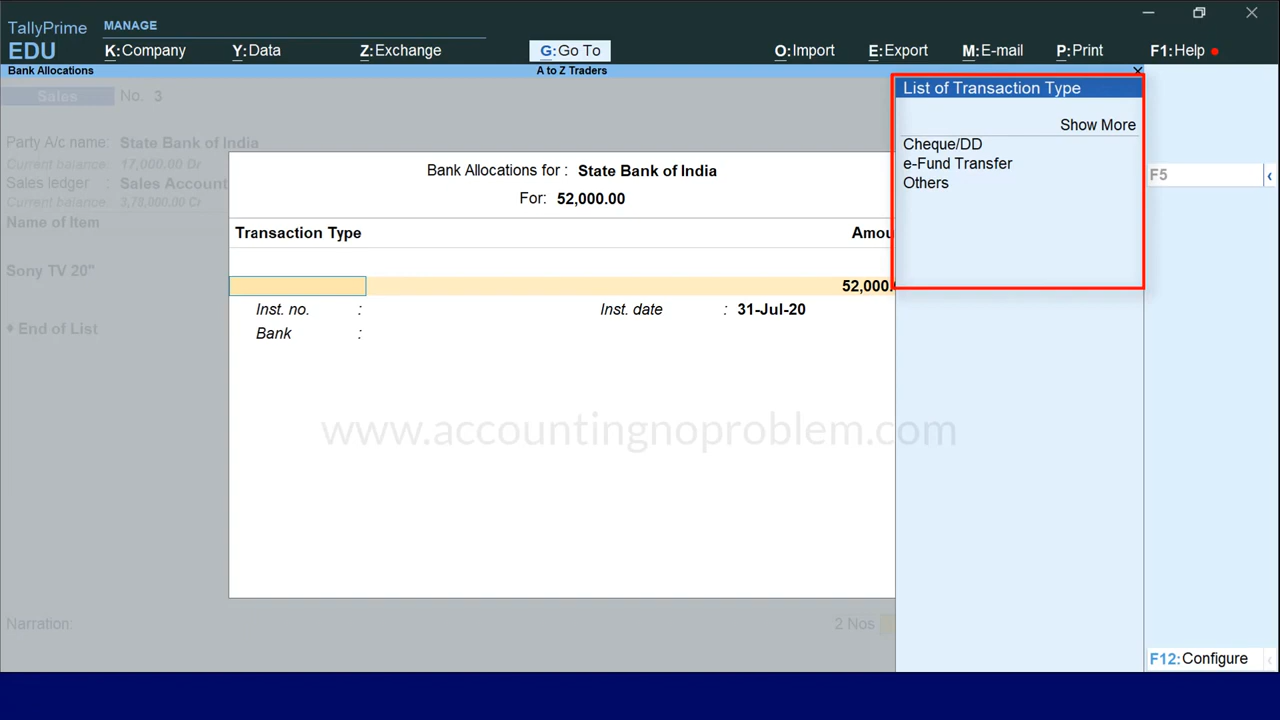 TallyPrime MANAGE
EDU K:Company Y:Data Z:Exchange G:Go To O:Import E:Export M:E-mail P:Print F1:Help
Bank Allocations A to Z Traders
Sales No. 3
Party A/c name: State Bank of India
Current balance: 17,000.00 Dr
Sales ledger : Sales Account
Current balance: 3,78,000.00 Cr
Name of Item
Sony TV 20"
♦ End of List
Narration:
2 Nos
Bank Allocations for : State Bank of India
For: 52,000.00
Transaction Type Amou
52,000.
Inst. no. : Inst. date : 31-Jul-20
Bank :
www.accountingnoproblem.com
List of Transaction Type
Show More
Cheque/DD
e-Fund Transfer
Others
F5
F12:Configure